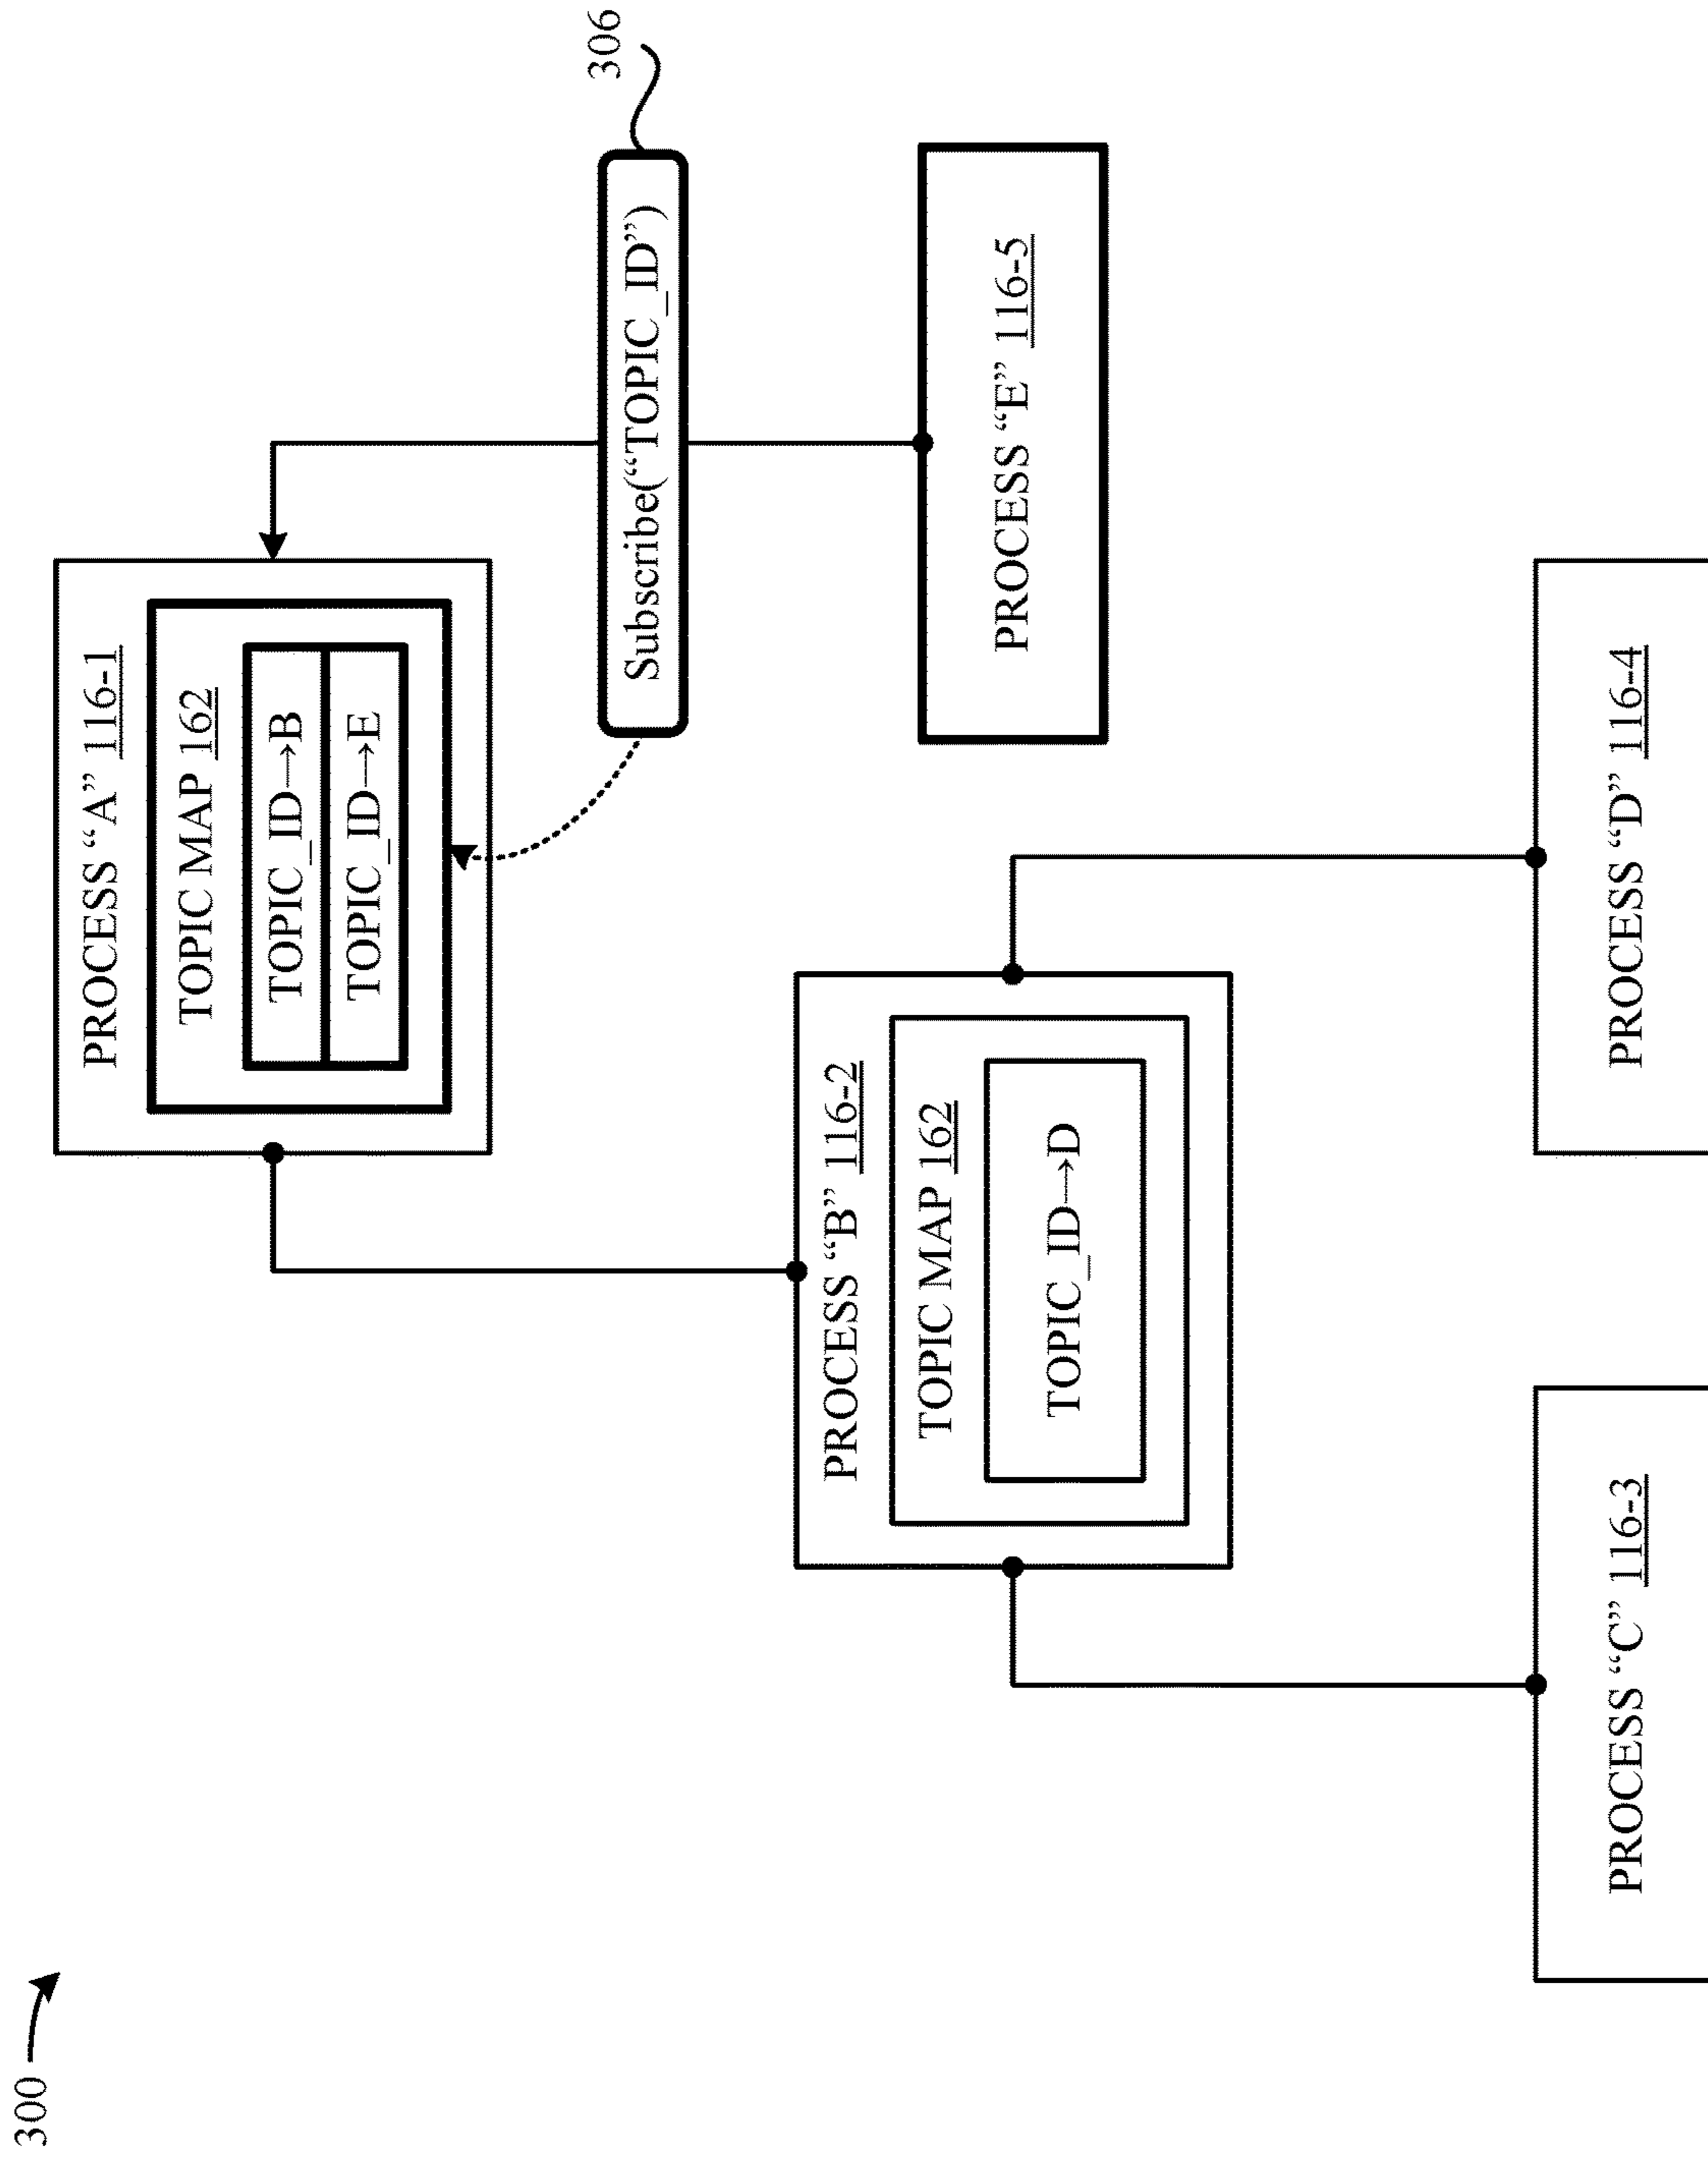 300
PROCESS “A” 116-1
TOPIC MAP 162
TOPIC_ID→B
TOPIC_ID→E
306
Subscribe(“TOPIC_ID”)
PROCESS “B” 116-2
TOPIC MAP 162
TOPIC_ID→D
PROCESS “E” 116-5
PROCESS “C” 116-3
PROCESS “D” 116-4